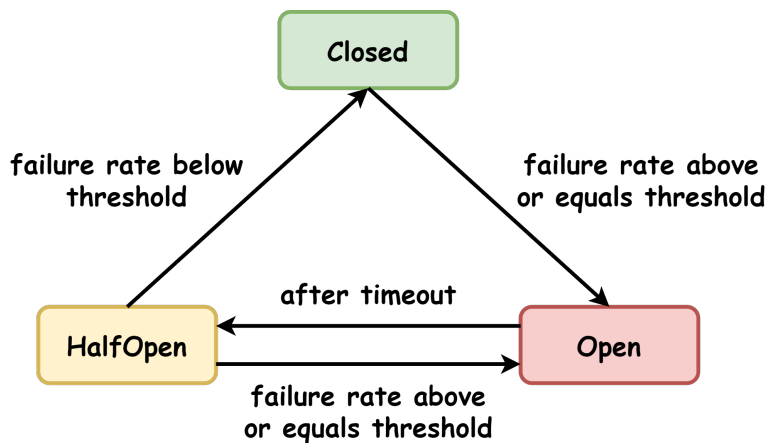 Closed
failure rate below
threshold
failure rate above
or equals threshold
after timeout
HalfOpen
Open
failure rate above
or equals threshold